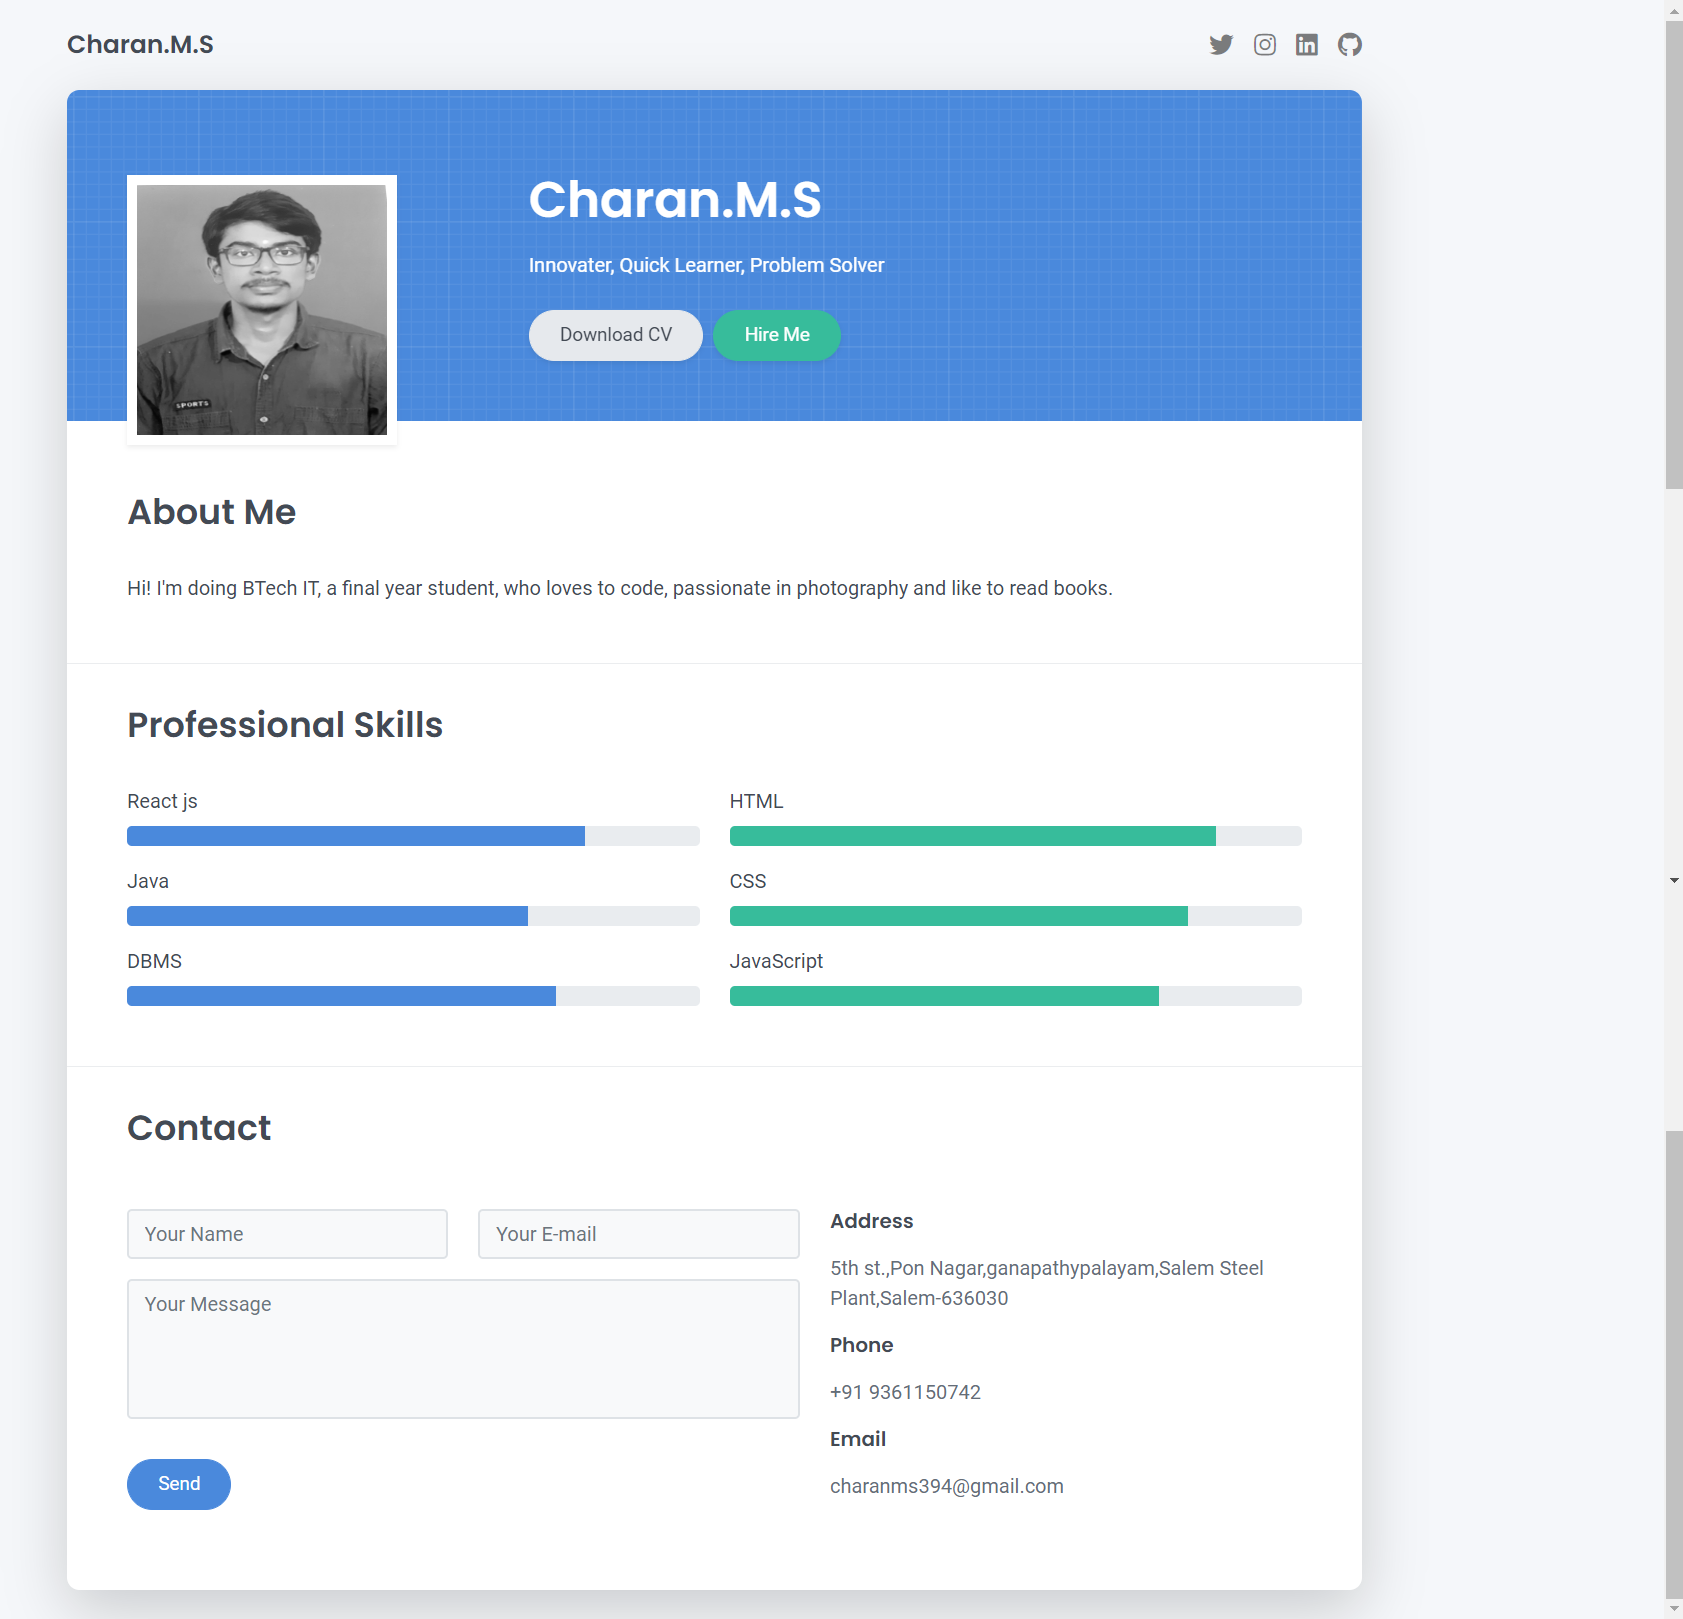 Charan.M.S
Charan.M.S
Innovater, Quick Learner, Problem Solver
Download CV
Hire Me
SPORTS
About Me
Hi! I'm doing BTech IT, a final year student, who loves to code, passionate in photography and like to read books.
Professional Skills
React js
HTML
Java
CSS
DBMS
JavaScript
Contact
Your Name
Your E-mail
Your Message
Send
Address
5th st.,Pon Nagar,ganapathypalayam,Salem Steel
Plant,Salem-636030
Phone
+91 9361150742
Email
charanms394@gmail.com